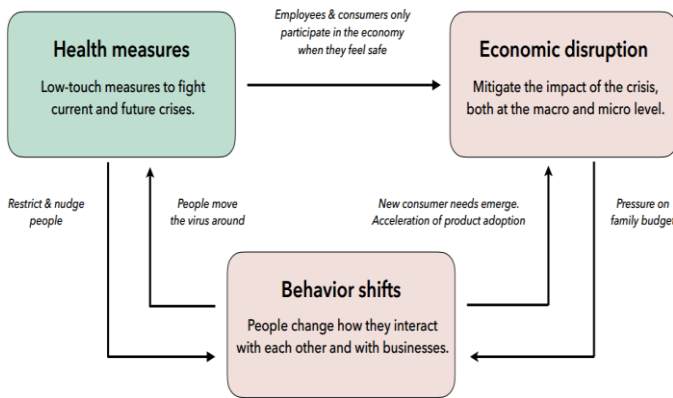 Employees & consumers only
participate in the economy
when they feel safe
Health measures
Low-touch measures to fight
current and future crises.
Economic disruption
Mitigate the impact of the crisis,
both at the macro and micro level.
Restrict & nudge
people
People move
the virus around
New consumer needs emerge.
Acceleration of product adoption
Pressure on
family budget
Behavior shifts
People change how they interact
with each other and with businesses.